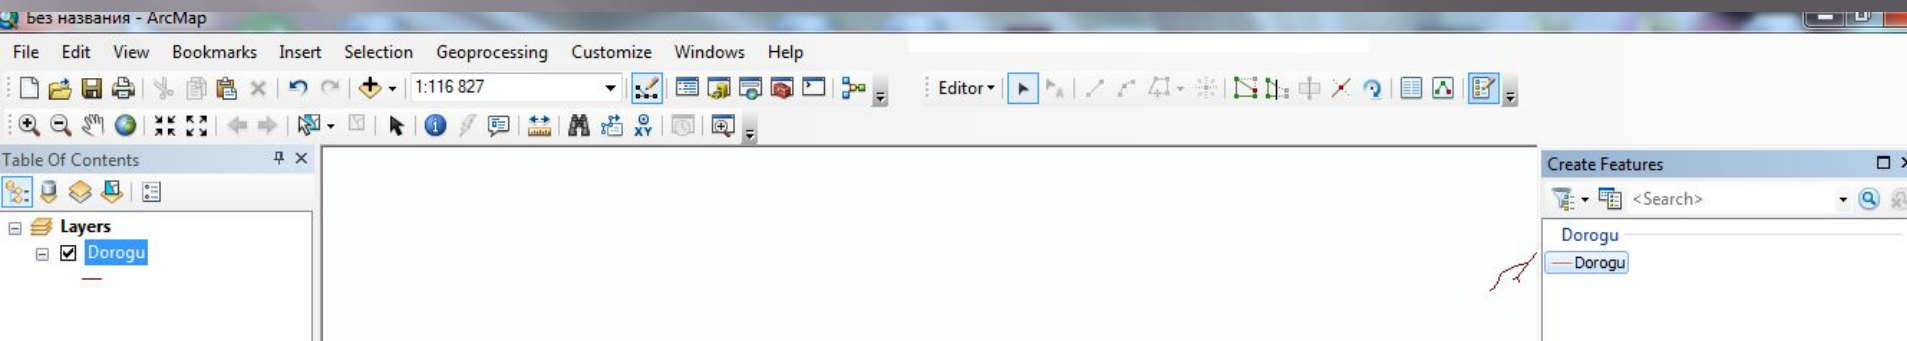 Без названия - ArcMap
File Edit View Bookmarks Insert Selection Geoprocessing Customize Windows Help
1:116 827
Editor
XY
Table Of Contents
Layers
Dorogu
Create Features
<Search>
Dorogu
Dorogu